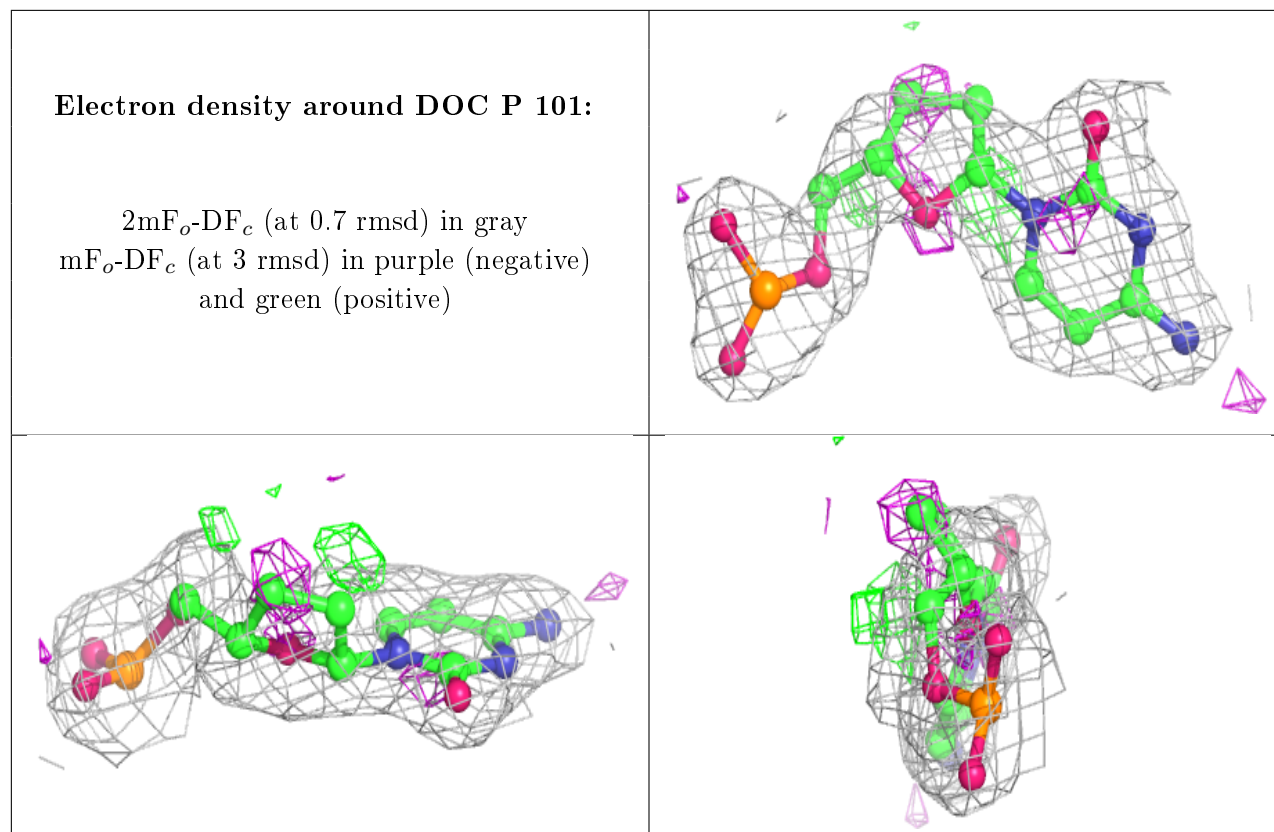 Electron density around DOC P 101:
2mFₒ-DF𝒸 (at 0.7 rmsd) in gray
mFₒ-DF𝒸 (at 3 rmsd) in purple (negative)
and green (positive)